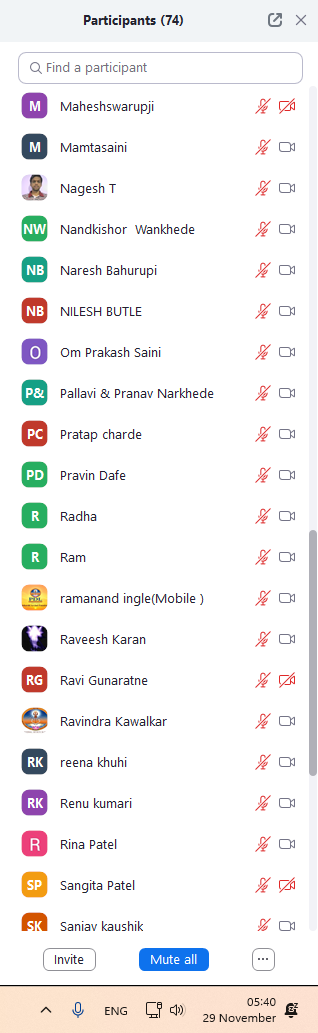 Participants (74)
Find a participant
M Maheshswarupji
M Mamtasaini
Nagesh T
NW Nandkishor Wankhede
NB Naresh Bahurupi
NB NILESH BUTLE
O Om Prakash Saini
P& Pallavi & Pranav Narkhede
PC Pratap charde
PD Pravin Dafe
R Radha
R Ram
ramanand ingle(Mobile )
Raveesh Karan
RG Ravi Gunaratne
Ravindra Kawalkar
RK reena khuhi
RK Renu kumari
R Rina Patel
SP Sangita Patel
SK Sanjay kaushik
Invite Mute all ...
ENG 05:40
29 November